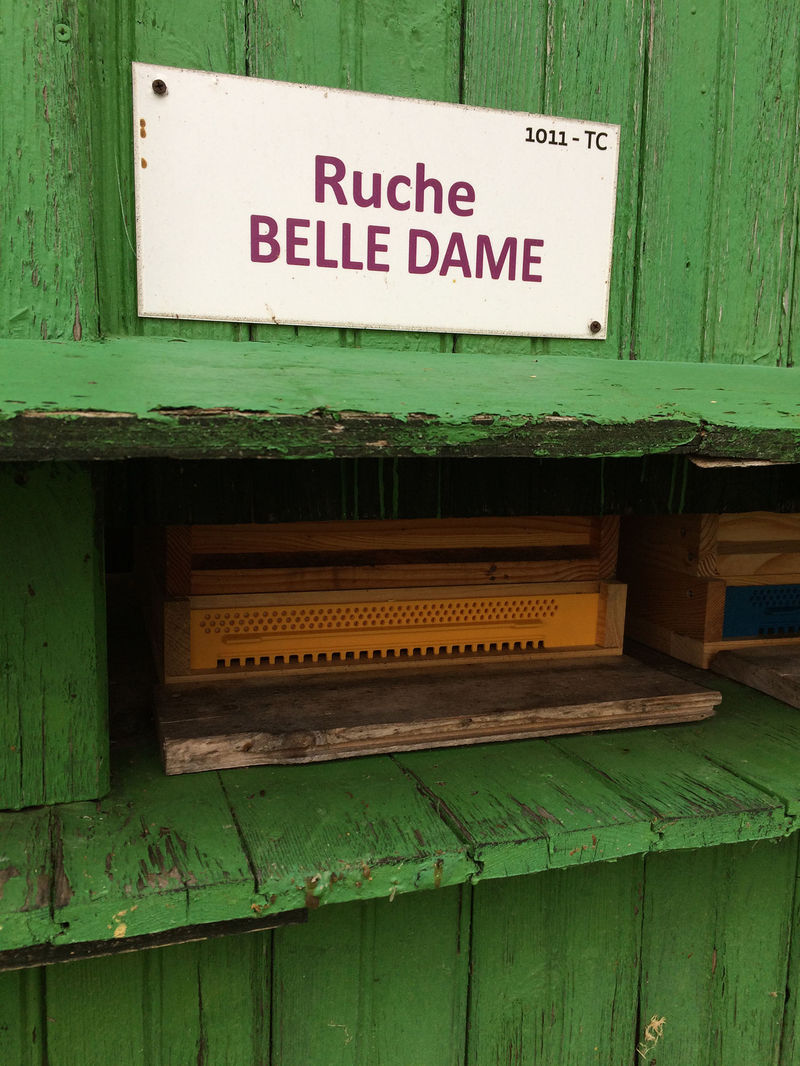 1011 - TC
Ruche
BELLE DAME